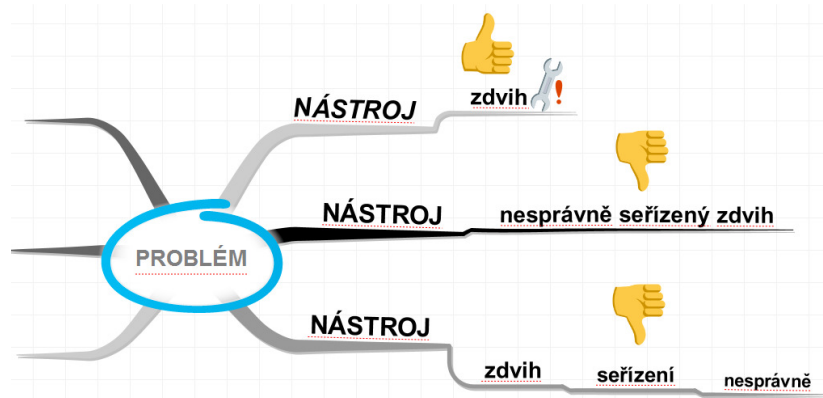 zdvih
NÁSTROJ
NÁSTROJ
nesprávně seřízený zdvih
PROBLÉM
NÁSTROJ
zdvih
seřízení
nesprávně